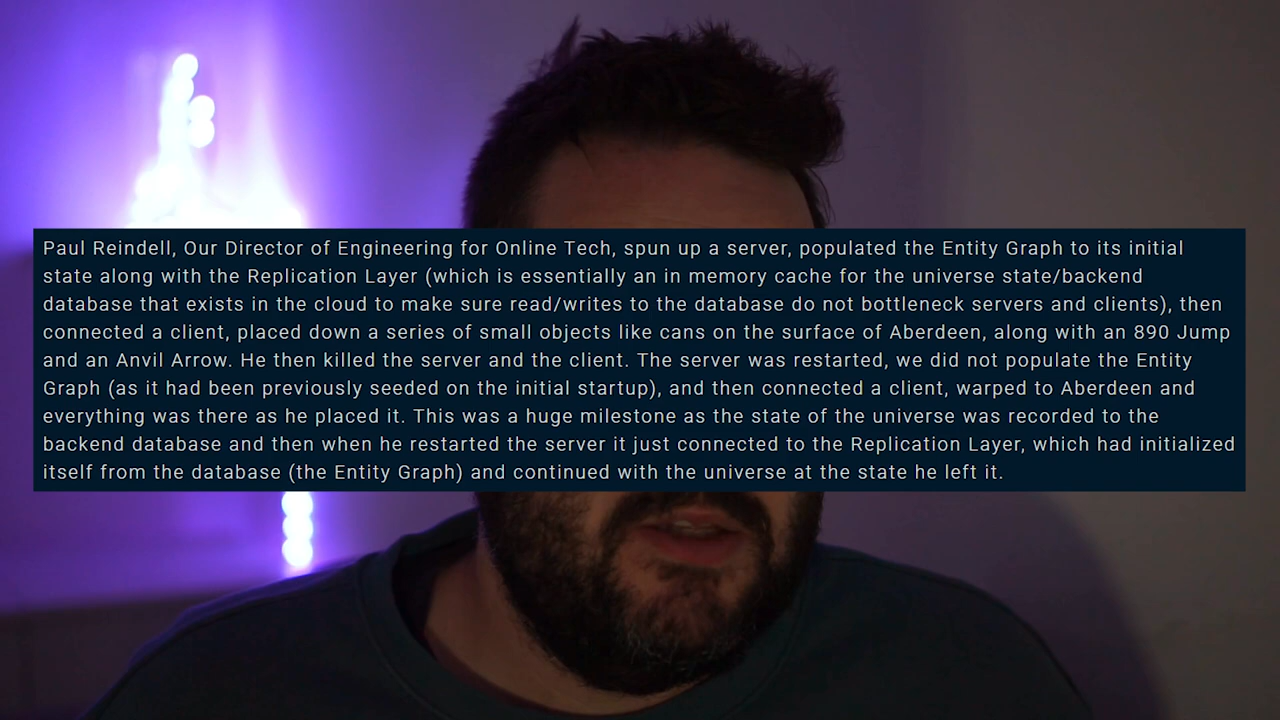 Paul Reindell, Our Director of Engineering for Online Tech, spun up a server, populated the Entity Graph to its initial
state along with the Replication Layer (which is essentially an in memory cache for the universe state/backend
database that exists in the cloud to make sure read/writes to the database do not bottleneck servers and clients), then
connected a client, placed down a series of small objects like cans on the surface of Aberdeen, along with an 890 Jump
and an Anvil Arrow. He then killed the server and the client. The server was restarted, we did not populate the Entity
Graph (as it had been previously seeded on the initial startup), and then connected a client, warped to Aberdeen and
everything was there as he placed it. This was a huge milestone as the state of the universe was recorded to the
backend database and then when he restarted the server it just connected to the Replication Layer, which had initialized
itself from the database (the Entity Graph) and continued with the universe at the state he left it.